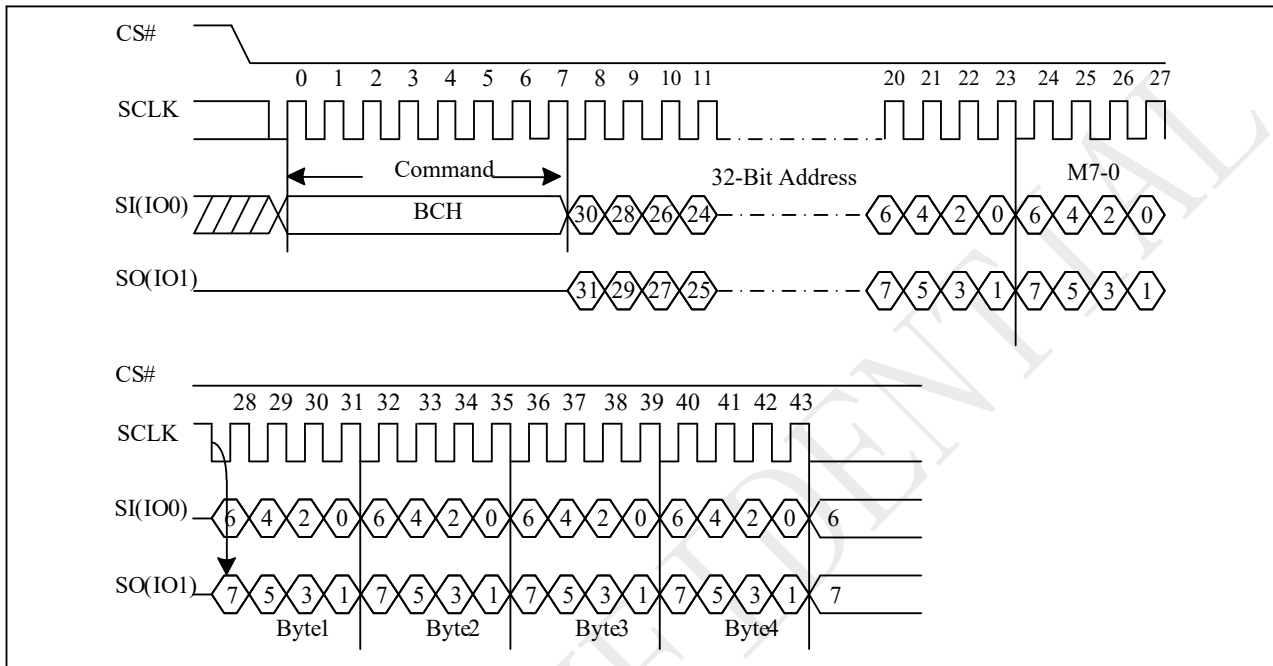 CS#
0 1 2 3 4 5 6 7 8 9 10 11 20 21 22 23 24 25 26 27
SCLK
Command 32-Bit Address M7-0
SI(IO0) BCH 30 28 26 24 6 4 2 0 6 4 2 0
SO(IO1) 31 29 27 25 7 5 3 1 7 5 3 1
CS#
28 29 30 31 32 33 34 35 36 37 38 39 40 41 42 43
SCLK
SI(IO0) 6 4 2 0 6 4 2 0 6 4 2 0 6 4 2 0 6
SO(IO1) 7 5 3 1 7 5 3 1 7 5 3 1 7 5 3 1 7
Byte1 Byte2 Byte3 Byte4